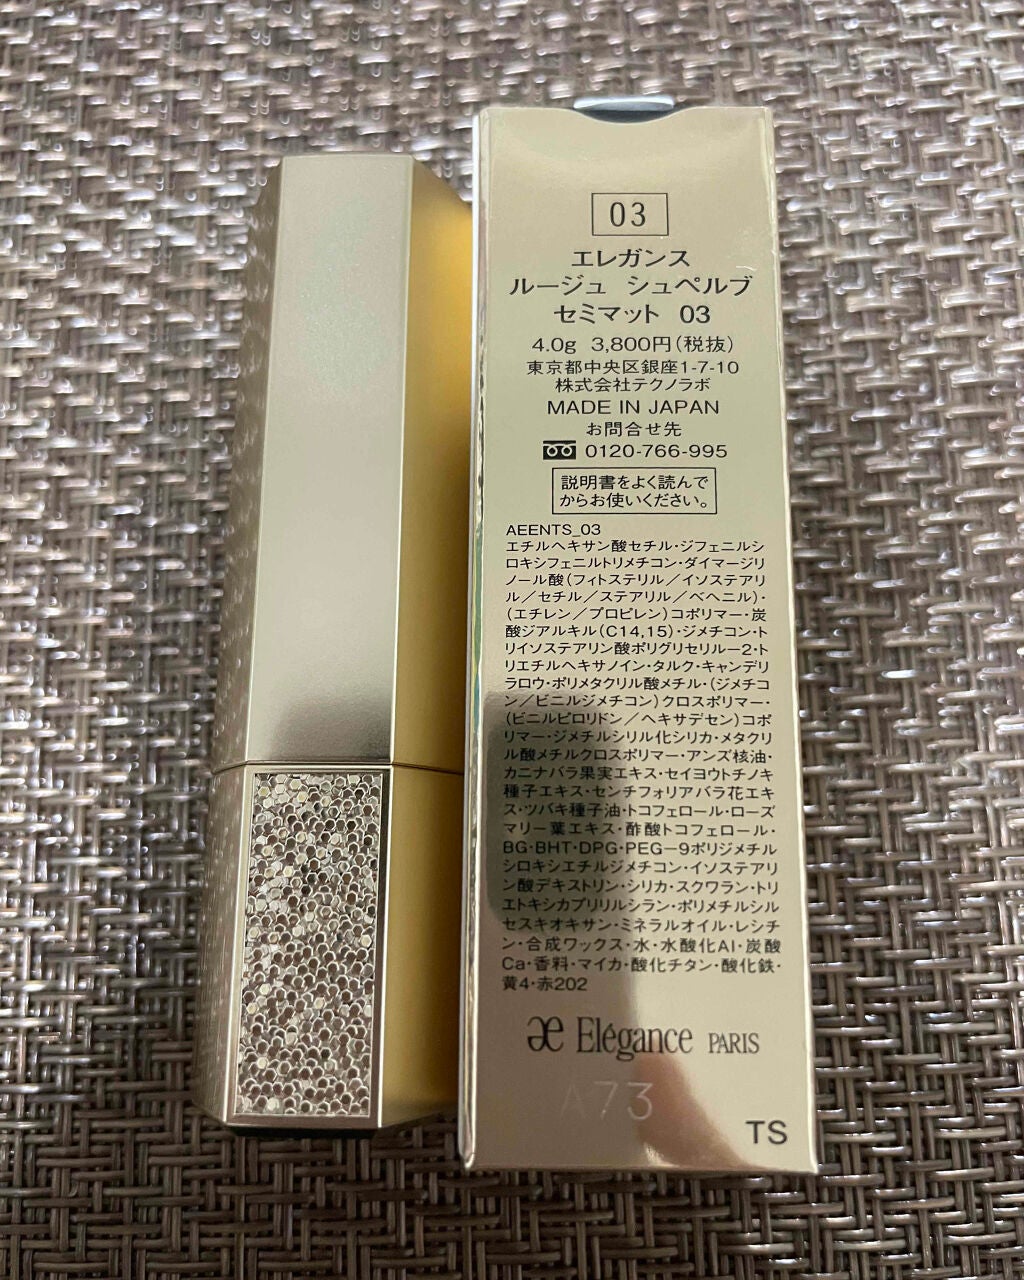 03
エレガンス
ルージュ シュペルブ
セミマット 03
4.0g 3,800円(税抜)
東京都中央区銀座1-7-10
株式会社テクノラボ
MADE IN JAPAN
お問合せ先
0120-766-995
説明書をよく読んで
からお使いください。
AEENTS_03
エチルヘキサン酸セチル・ジフェニルシ
ロキシフェニルトリメチコン・ダイマージリ
ノール酸(フィトステリル/イソステアリ
ル/セチル/ステアリル/ベヘニル)・
(エチレン/プロピレン)コポリマー・炭
酸ジアルキル(C14,15)・ジメチコン・ト
リイソステアリン酸ポリグリセリル-2・ト
リエチルヘキサノイン・タルク・キャンデリ
ラロウ・ポリメタクリル酸メチル・(ジメチコ
ン/ビニルジメチコン)クロスポリマー・
(ビニルピロリドン/ヘキサデセン)コポ
リマー・ジメチルシリル化シリカ・メタクリ
ル酸メチルクロスポリマー・アンズ核油・
カニナバラ果実エキス・セイヨウトチノキ
種子エキス・センチフォリアバラ花エキ
ス・ツバキ種子油・トコフェロール・ローズ
マリー葉エキス・酢酸トコフェロール・
BG・BHT・DPG・PEG-9ポリジメチル
シロキシエチルジメチコン・イソステアリ
ン酸デキストリン・シリカ・スクワラン・トリ
エトキシカプリリルシラン・ポリメチルシル
セスキオキサン・ミネラルオイル・レシチ
ン・合成ワックス・水・水酸化Al・炭酸
Ca・香料・マイカ・酸化チタン・酸化鉄・
黄4・赤202
æ Elégance PARIS
A73
TS